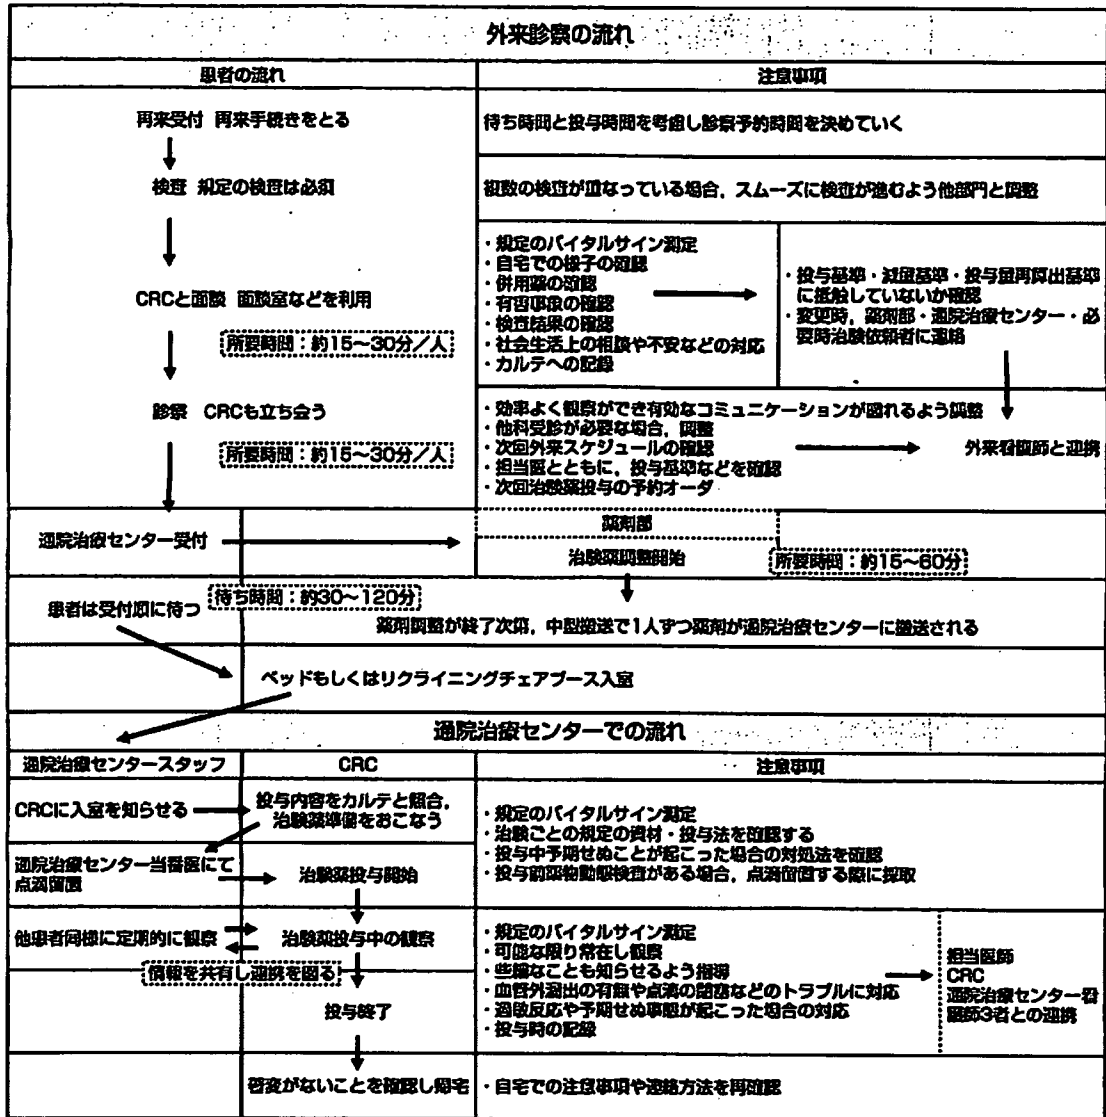 外来診察の流れ
患者の流れ
注意事項
再来受付 再来手続きをとる
待ち時間と投与時間を考慮し診察予約時間を決めていく
検査 規定の検査は必須
複数の検査が重なっている場合，スムーズに検査が進むよう他部門と調整
CRCと面談 面談室などを利用
所要時間：約15～30分／人
・規定のバイタルサイン測定
・自宅での様子の確認
・併用薬の確認
・有害事象の確認
・検査結果の確認
・社会生活上の相談や不安などの対応
・カルテへの記録
・投与基準・減量基準・投与量再算出基準
に抵触していないか確認
・変更時，薬剤部・通院治療センター・必
要時治験依頼者に連絡
診察 CRCも立ち会う
所要時間：約15～30分／人
・効率よく観察ができ有効なコミュニケーションが図れるよう調整
・他科受診が必要な場合，調整
・次回外来スケジュールの確認
・担当医とともに，投与基準などを確認
・次回治験薬投与の予約オーダ
外来看護師と連携
通院治療センター受付
薬剤部
治験薬調整開始
所要時間：約15～60分
患者は受付順に待つ
待ち時間：約30～120分
薬剤調整が終了次第，中型搬送で1人ずつ薬剤が通院治療センターに搬送される
ベッドもしくはリクライニングチェアブース入室
通院治療センターでの流れ
通院治療センタースタッフ
CRC
注意事項
CRCに入室を知らせる
投与内容をカルテと照合，
治験薬準備をおこなう
・規定のバイタルサイン測定
・治験ごとの規定の資材・投与法を確認する
・投与中予期せぬことが起こった場合の対処法を確認
・投与前薬物動態検査がある場合，点滴留置する際に採取
通院治療センター当番医にて
点滴留置
治験薬投与開始
他患者同様に定期的に観察
治験薬投与中の観察
情報を共有し連携を図る
投与終了
・規定のバイタルサイン測定
・可能な限り常在し観察
・些細なことも知らせるよう指導
・血管外漏出の有無や点滴の閉塞などのトラブルに対応
・過敏反応や予期せぬ事態が起こった場合の対応
・投与時の記録
担当医師
CRC
通院治療センター看
護師3者との連携
著変がないことを確認し帰宅
・自宅での注意事項や連絡方法を再確認